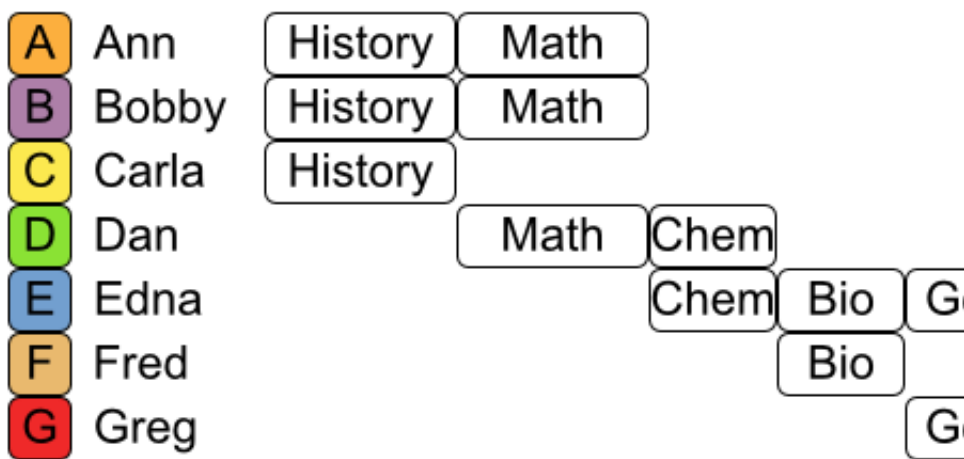 A Ann History Math
B Bobby History Math
C Carla History
D Dan Math Chem
E Edna Chem Bio
F Fred Bio
G Greg